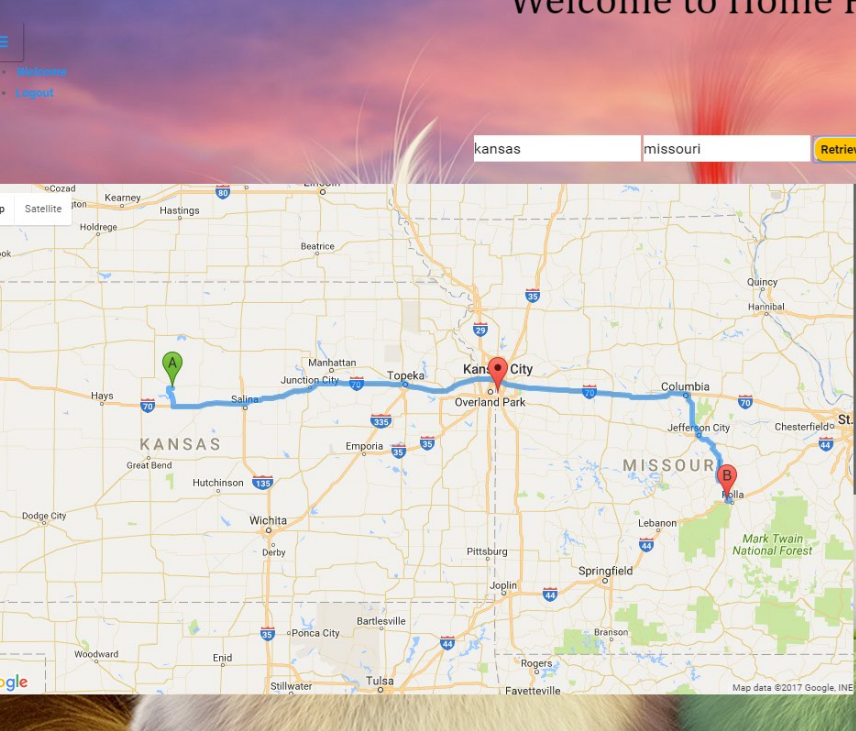 Welcome to Home
Welcome
Logout
kansas
missouri
Retriev
Satellite
Cozad
Kearney
80
Hastings
Holdrege
Beatrice
35
Quincy
Hannibal
29
A
Manhattan
Junction City
70
Topeka
Kansas City
Overland Park
70
Columbia
70
Hays
70
Salina
335
Jefferson City
Chesterfield
St.
44
KANSAS
Emporia
35
35
Great Bend
MISSOUR
B
Rolla
Hutchinson
135
Dodge City
Wichita
Derby
Lebanon
44
Mark Twain
National Forest
Pittsburg
Springfield
Joplin
44
Bartlesville
35
Ponca City
44
Branson
Woodward
Enid
Rogers
Tulsa
Stillwater
Fayetteville
ogle
Map data ©2017 Google, INE